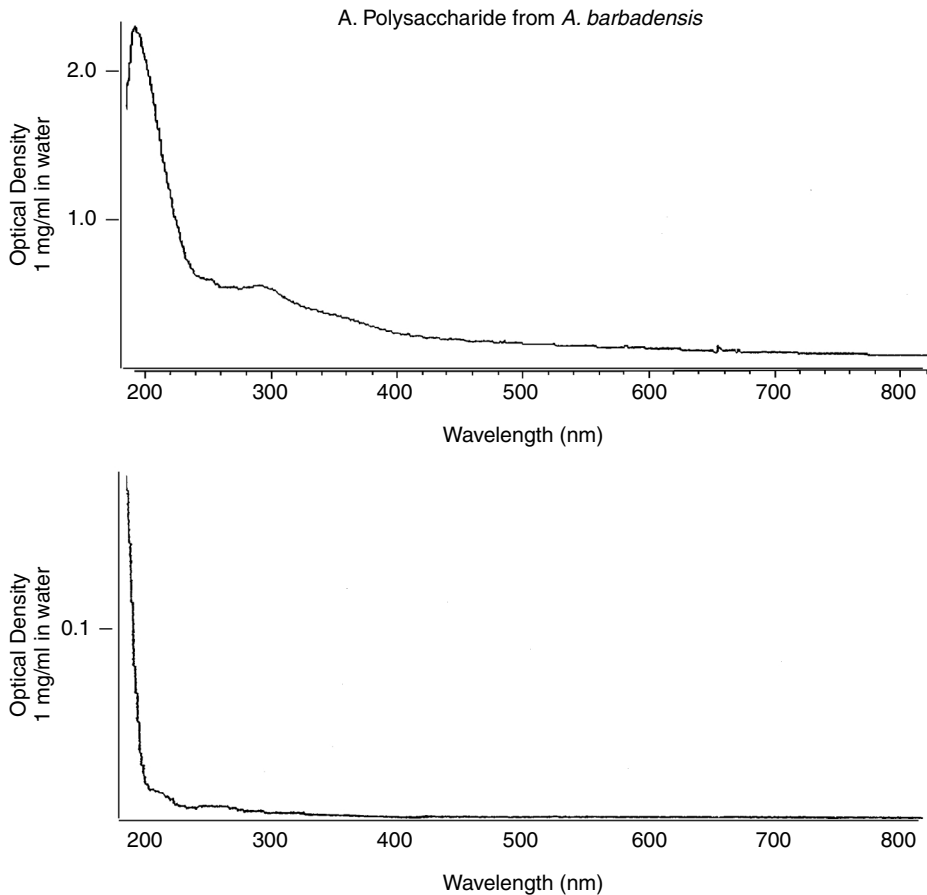 A. Polysaccharide from A. barbadensis
2.0
1.0
Optical Density
1 mg/ml in water
200 300 400 500 600 700 800
Wavelength (nm)
0.1
Optical Density
1 mg/ml in water
200 300 400 500 600 700 800
Wavelength (nm)